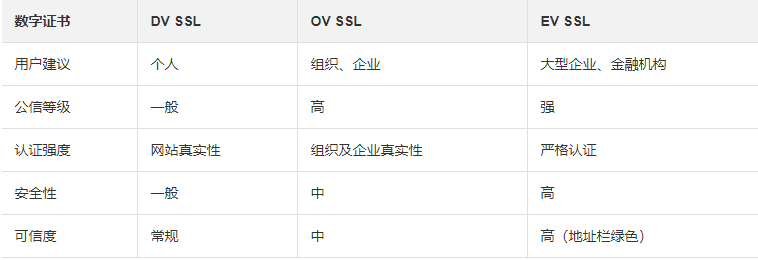 数字证书 DV SSL OV SSL EV SSL
用户建议 个人 组织、企业 大型企业、金融机构
公信等级 一般 高 强
认证强度 网站真实性 组织及企业真实性 严格认证
安全性 一般 中 高
可信度 常规 中 高（地址栏绿色）